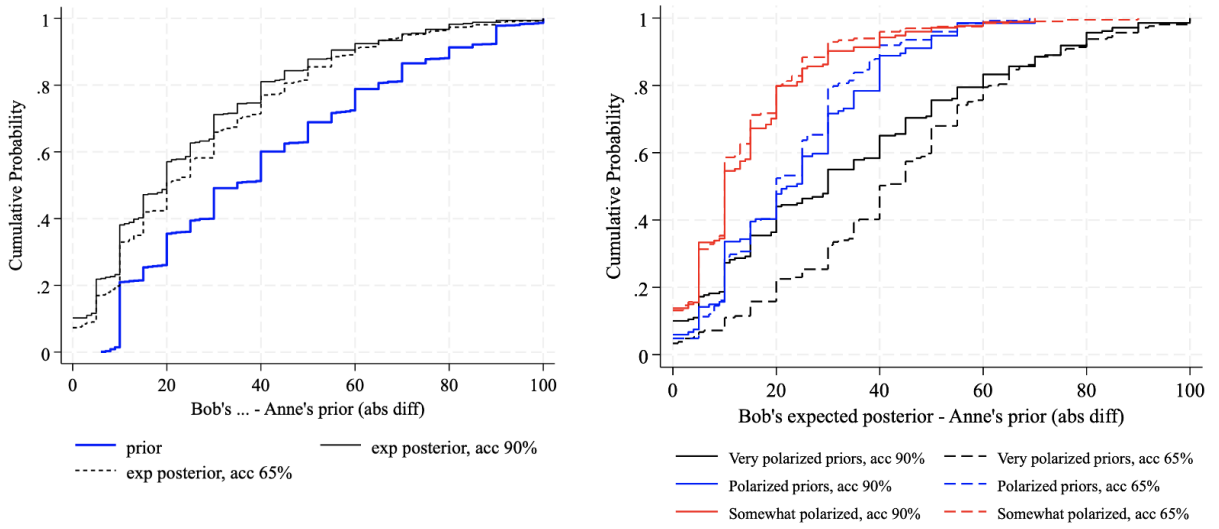 Cumulative Probability
1
.8
.6
.4
.2
0
0 20 40 60 80 100
Bob's ... - Anne's prior (abs diff)
prior exp posterior, acc 90%
exp posterior, acc 65%
Cumulative Probability
1
.8
.6
.4
.2
0
0 20 40 60 80 100
Bob's expected posterior - Anne's prior (abs diff)
Very polarized priors, acc 90% Very polarized priors, acc 65%
Polarized priors, acc 90% Polarized priors, acc 65%
Somewhat polarized, acc 90% Somewhat polarized, acc 65%